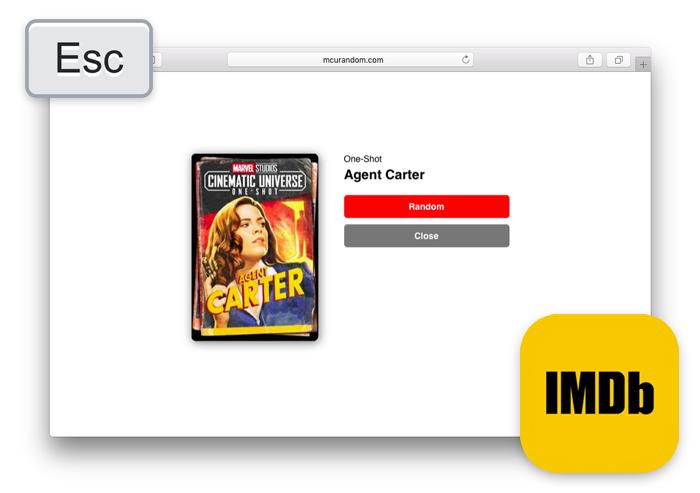 Esc
mcurandom.com
One-Shot
Agent Carter
MARVEL STUDIOS
CINEMATIC UNIVERSE
ONE-SHOT
Random
Close
AGENT
CARTER
IMDb